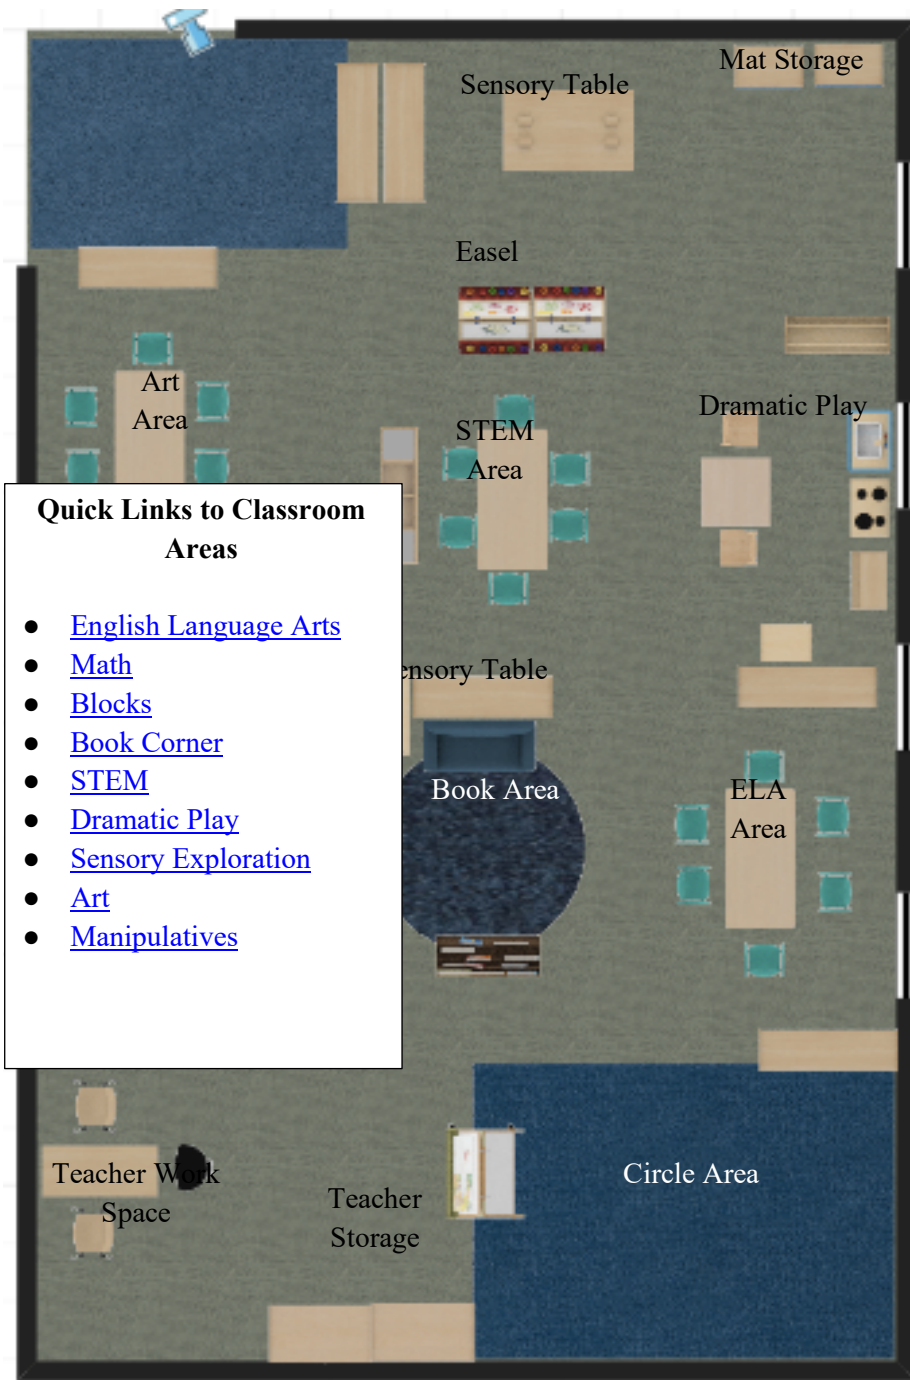 Mat Storage
Sensory Table
Easel
Art
Area
Dramatic Play
STEM
Area
Quick Links to Classroom
Areas
● English Language Arts
● Math
● Blocks
● Book Corner
● STEM
● Dramatic Play
● Sensory Exploration
● Art
● Manipulatives
ensory Table
Book Area
ELA
Area
Teacher Work
Space
Teacher
Storage
Circle Area